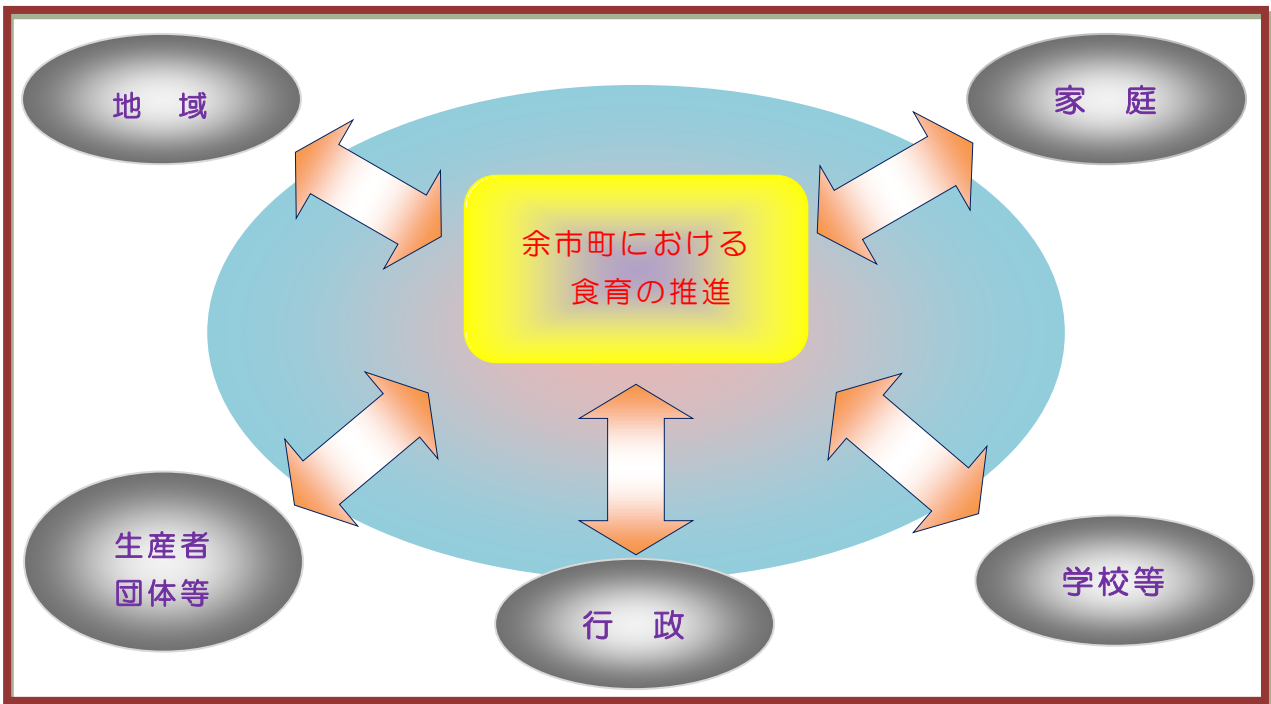 地　域
家　庭
余市町における
食育の推進
生産者
団体等
行　政
学校等